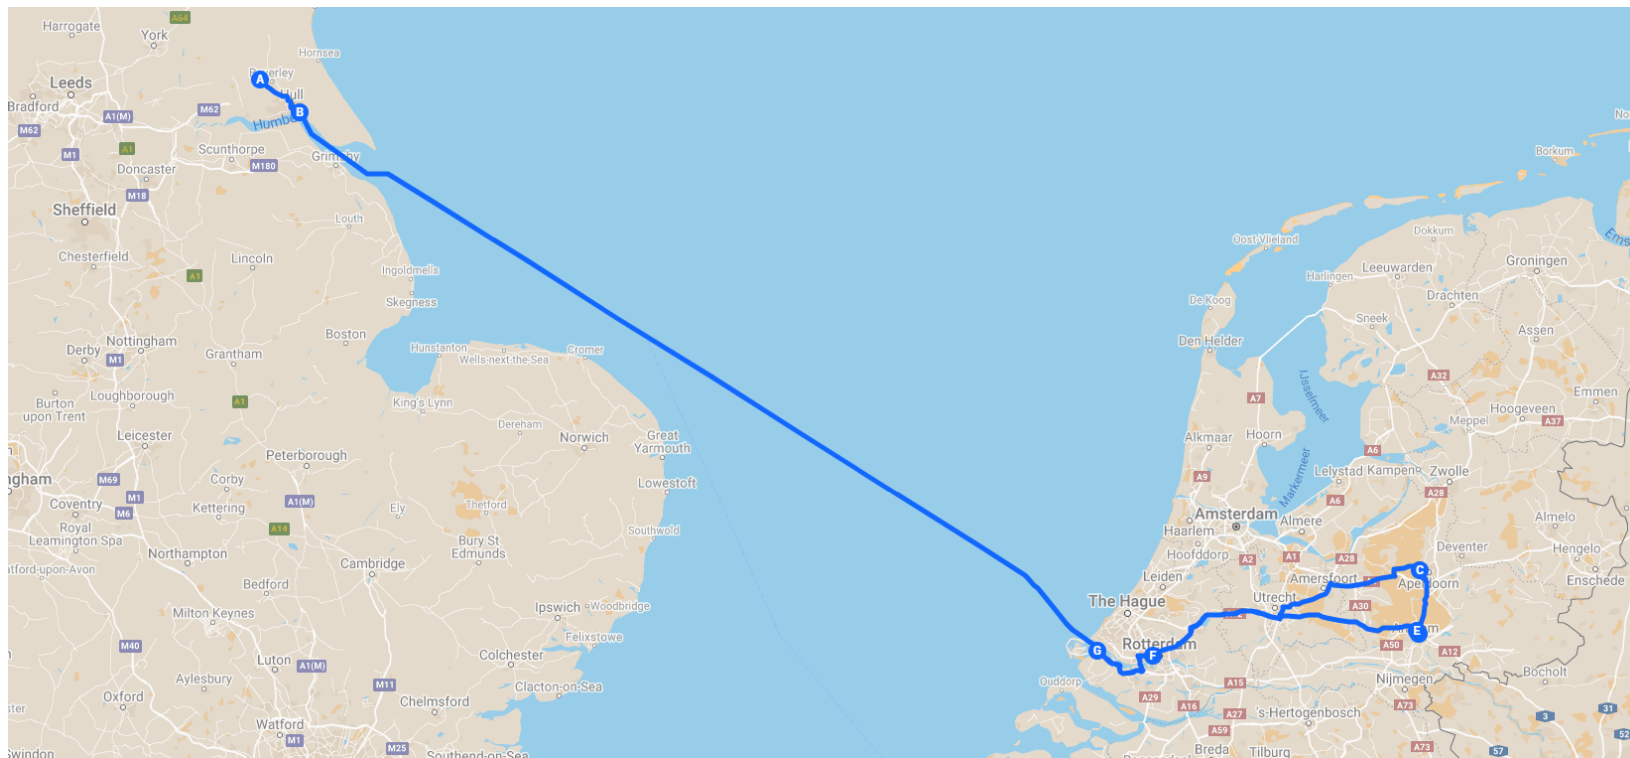 A64
Harrogate
York
Hornsea
Leeds
A
Bradford
Hull
B
M62
A1(M)
M62
Scunthorpe
Grimsby
M1
A1
M180
Doncaster
M18
Sheffield
Louth
Chesterfield
Lincoln
A1
Ingoldmells
Skegness
Boston
Nottingham
Derby
M1
Grantham
Hunstanton
Wells-next-the-Sea
Cromer
Burton
upon Trent
Loughborough
A1
King's Lynn
Dereham
Norwich
Great
Yarmouth
Leicester
Peterborough
M69
Corby
Lowestoft
M1
A1(M)
Coventry
M6
Kettering
Ely
Thetford
Royal
Leamington Spa
A14
Southwold
Northampton
Bury St
Edmunds
Cambridge
Bedford
Milton Keynes
Ipswich
Woodbridge
M40
Felixstowe
Luton
A1(M)
Colchester
Aylesbury
M11
Clacton-on-Sea
Oxford
Chelmsford
Watford
M1
M25
Swindon
Southend-on-Sea
Borkum
Oost-Vlieland
Dokkum
Harlingen
Leeuwarden
Groningen
De Koog
Drachten
Sneek
Assen
Den Helder
IJsselmeer
A32
A7
Emmen
Hoogeveen
Meppel
A37
Alkmaar
Hoorn
A6
Markermeer
Lelystad
Kampen
Zwolle
A9
A28
A6
Amsterdam
Almere
Almelo
Haarlem
Hoofddorp
A2
A1
A28
Deventer
Hengelo
Enschede
Leiden
Amersfoort
C
Apeldoorn
The Hague
Utrecht
A30
E
Rotterdam
G
F
A50
A12
Ouddorp
A15
Nijmegen
Bocholt
A29
A16
A27
's-Hertogenbosch
A73
A59
3
31
Breda
Tilburg
A73
57
52